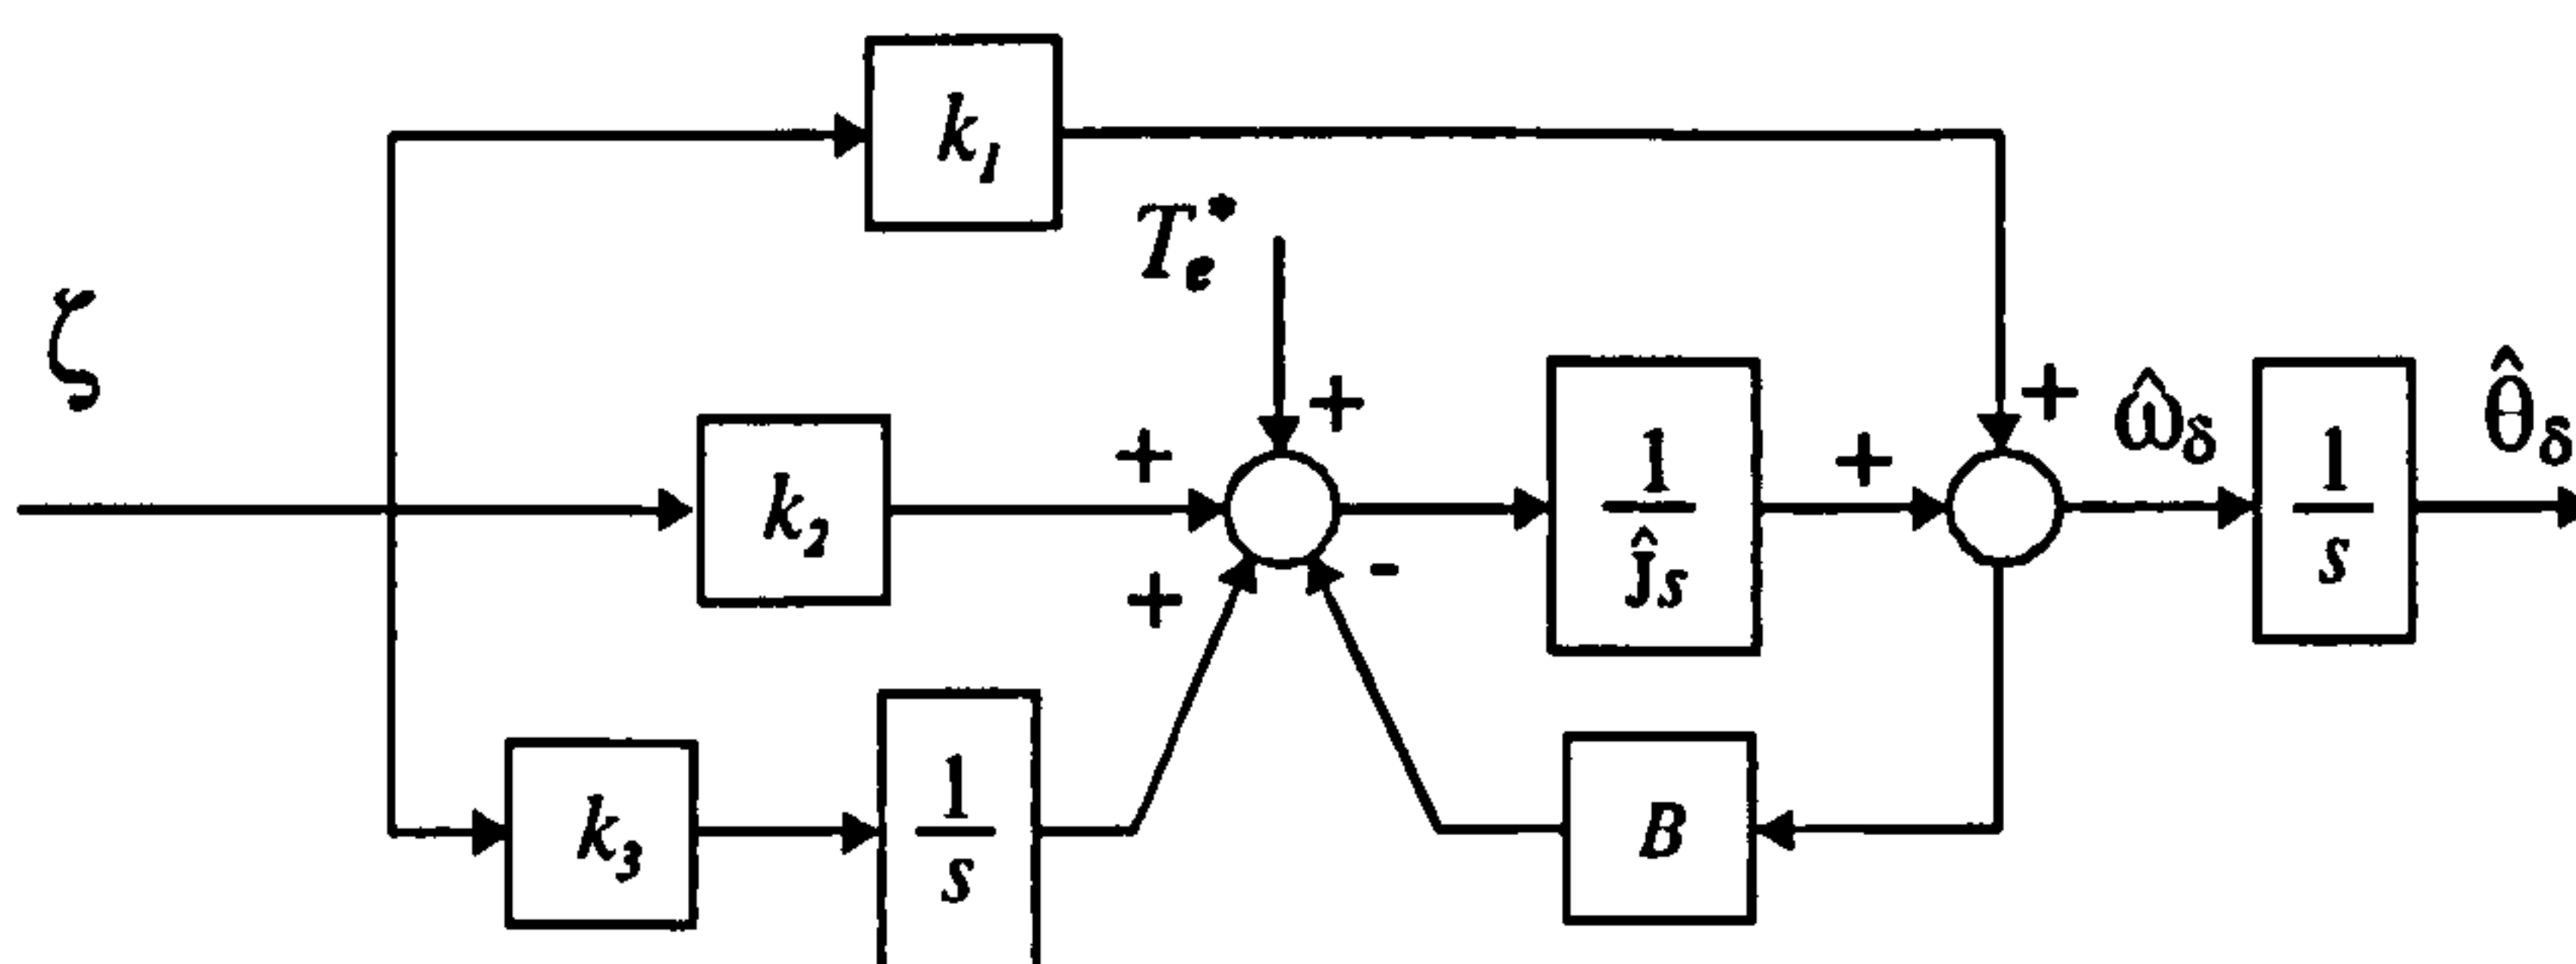 k₁
Tₑ*
ζ
+
+ + + ω̂δ θ̂δ
k₂ 1/Ĵs 1/s
+ -
k₃ 1/s B